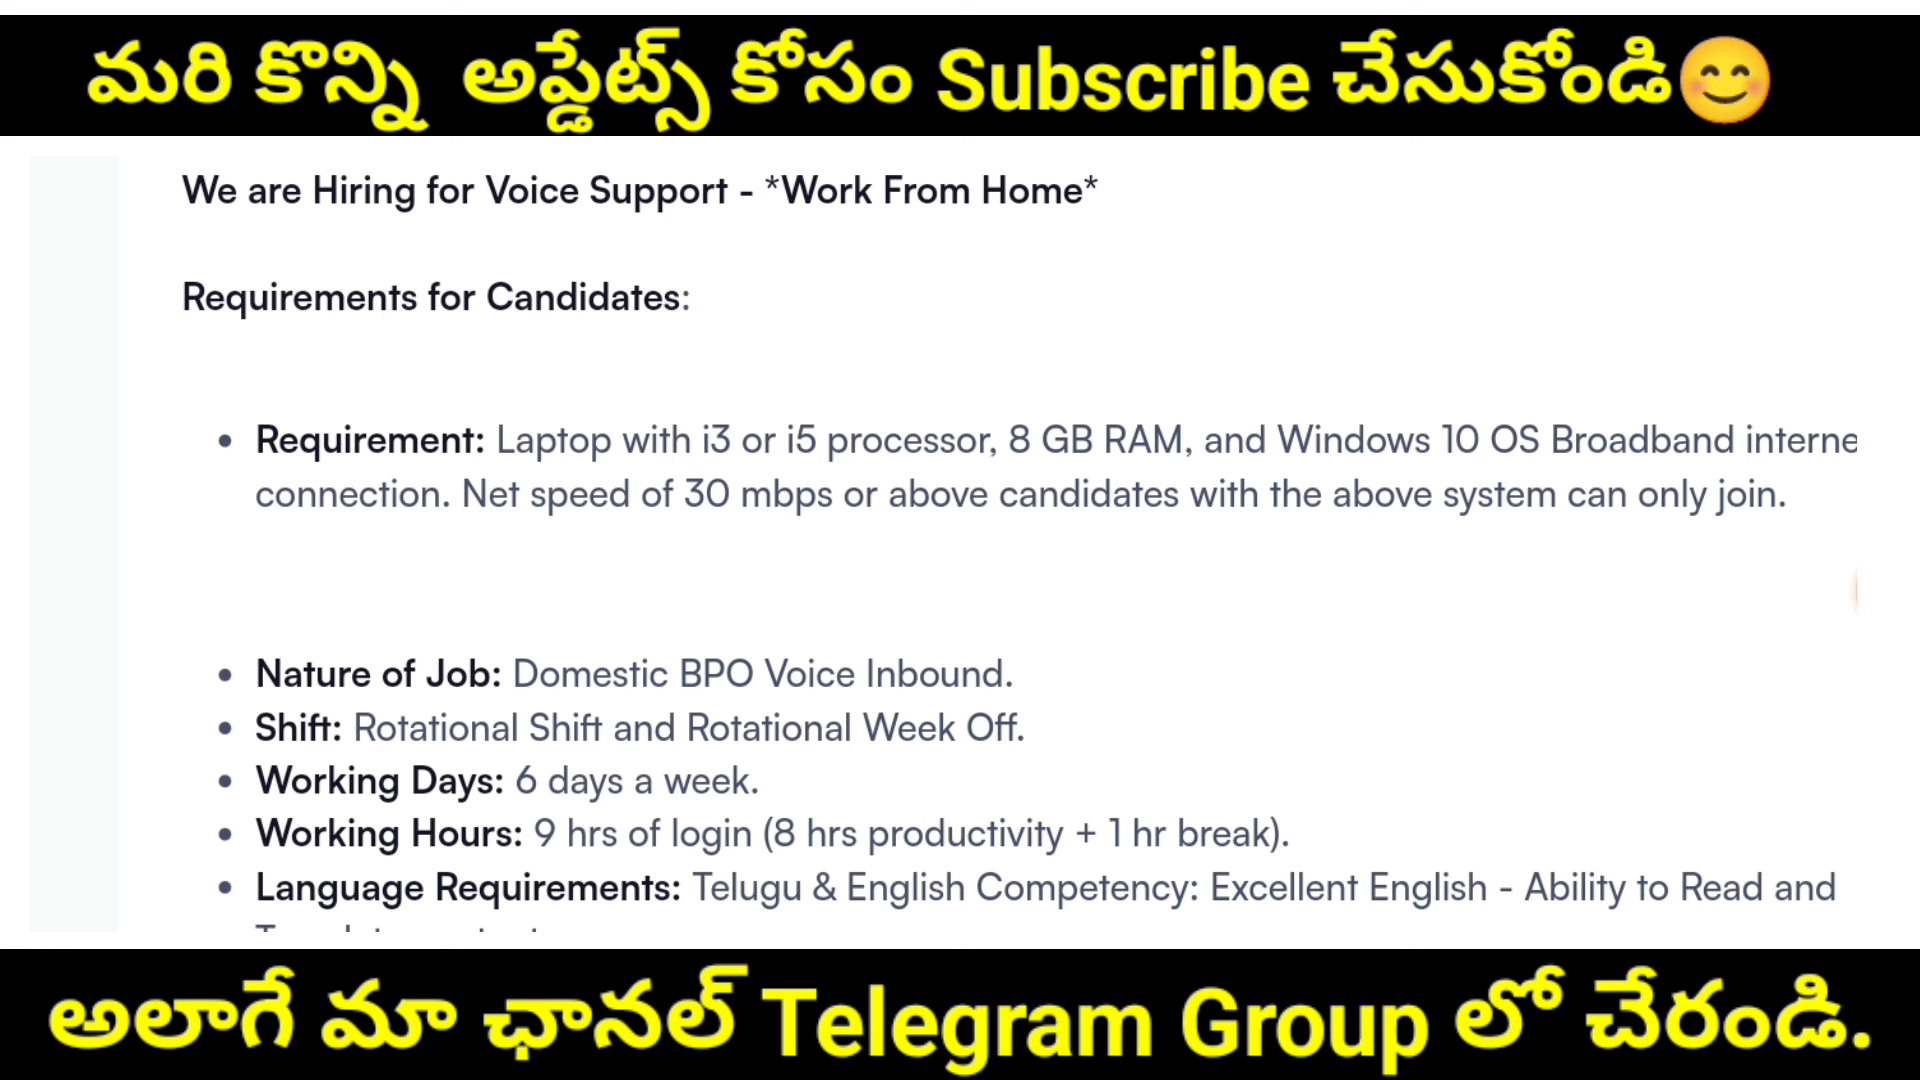 మరి కొన్ని అప్డేట్స్ కోసం Subscribe చేసుకోండి😊
We are Hiring for Voice Support - *Work From Home*
Requirements for Candidates:
• Requirement: Laptop with i3 or i5 processor, 8 GB RAM, and Windows 10 OS Broadband interne
connection. Net speed of 30 mbps or above candidates with the above system can only join.
• Nature of Job: Domestic BPO Voice Inbound.
• Shift: Rotational Shift and Rotational Week Off.
• Working Days: 6 days a week.
• Working Hours: 9 hrs of login (8 hrs productivity + 1 hr break).
• Language Requirements: Telugu & English Competency: Excellent English - Ability to Read and
అలాగే మా ఛానల్ Telegram Group లో చేరండి.